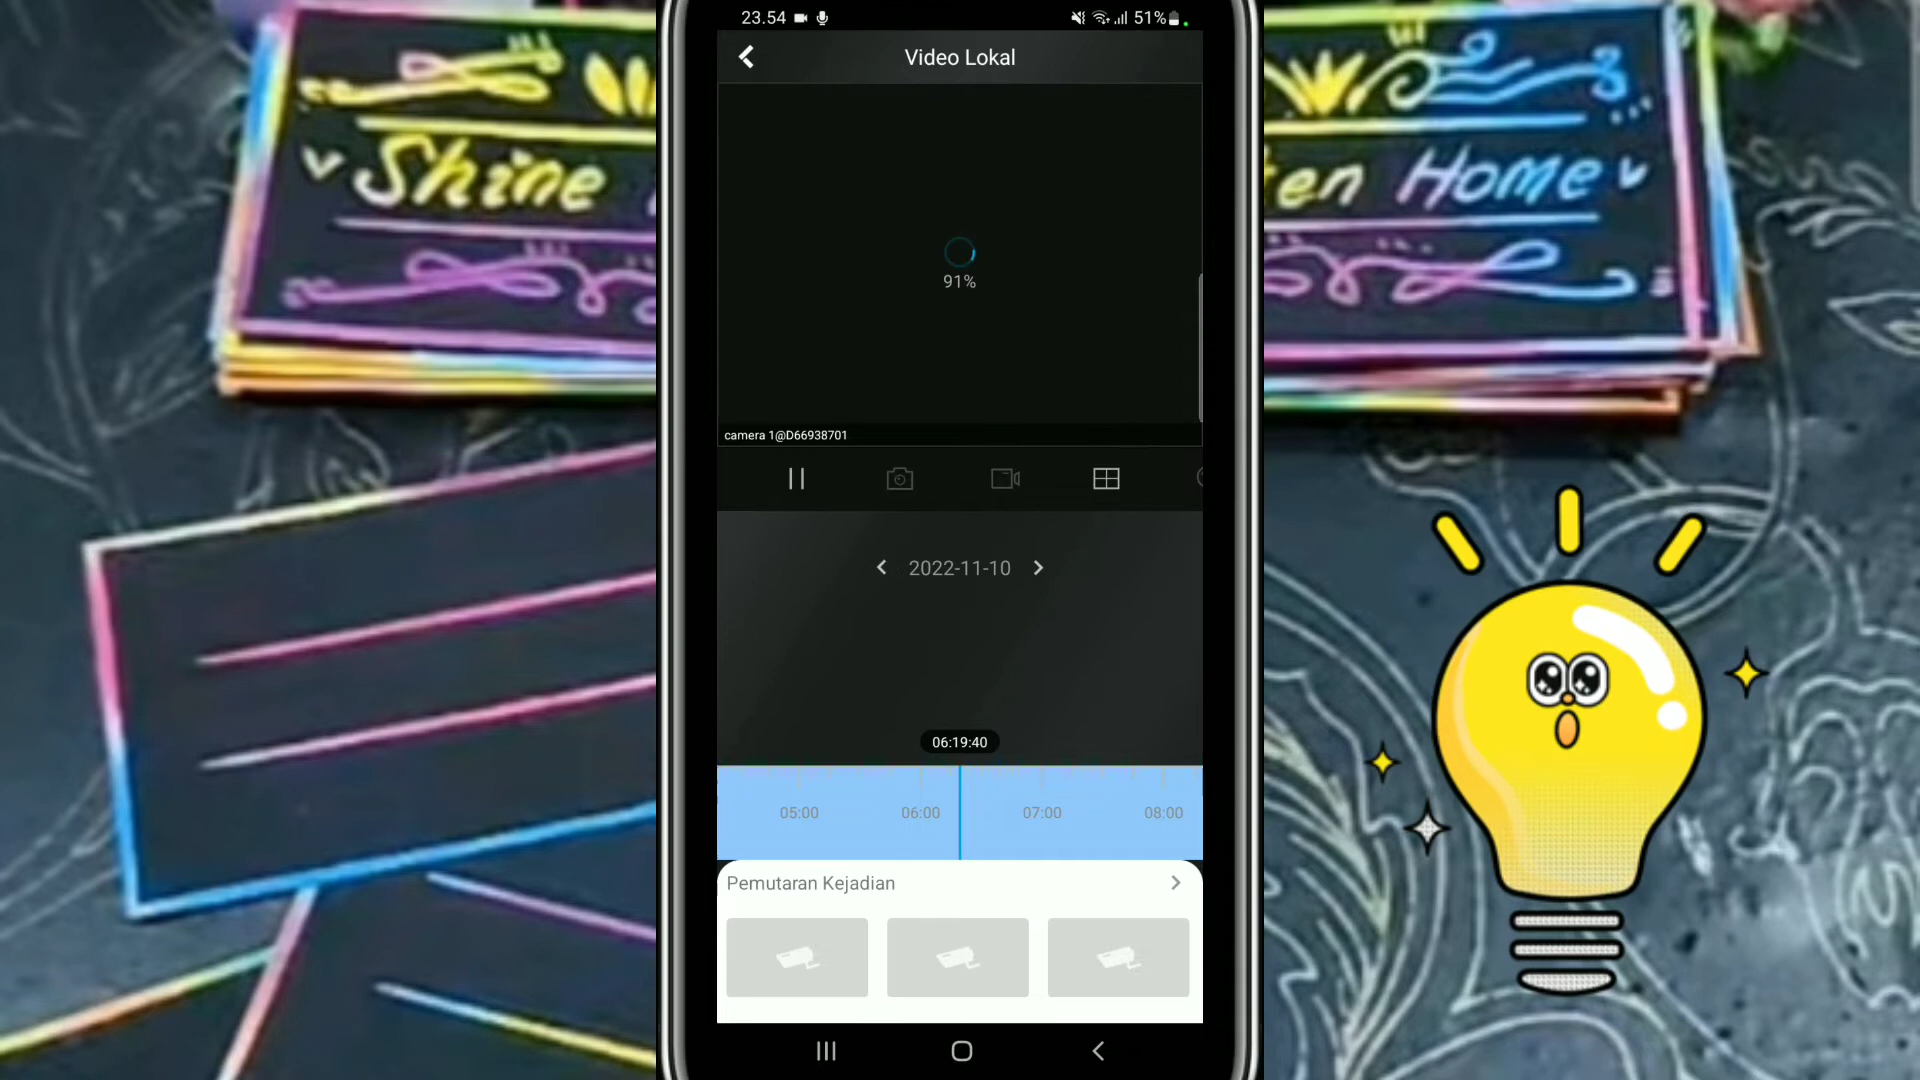 23.54
51%
Video Lokal
Shine
ten Home
91%
camera 1@D66938701
2022-11-10
06:19:40
05:00 06:00 07:00 08:00
Pemutaran Kejadian